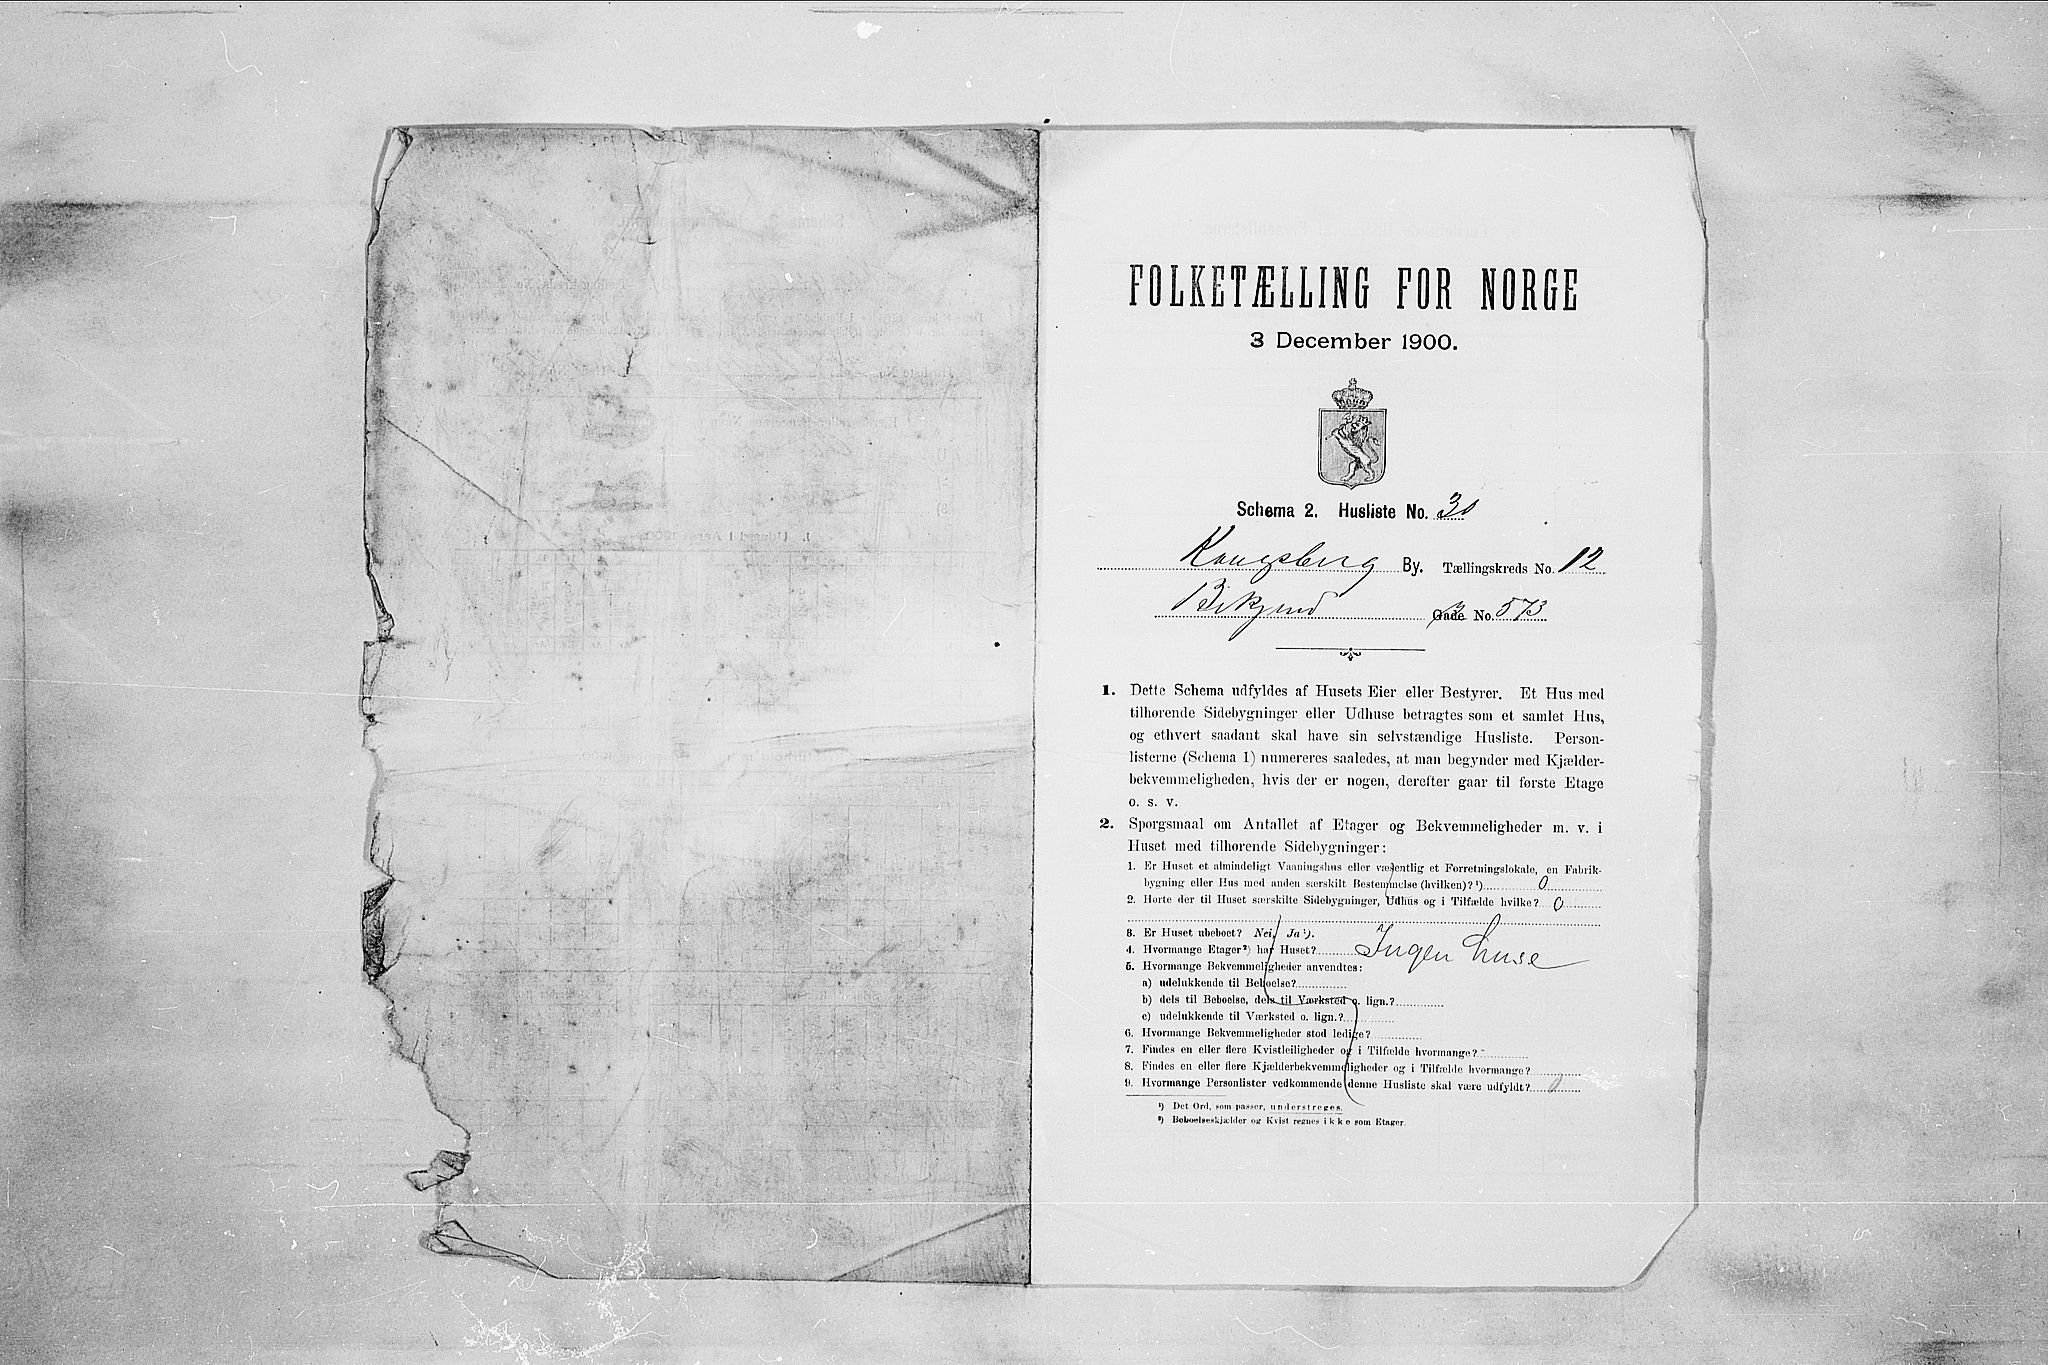 FOLKETÆLLING FOR NORGE
3 December 1900.
Schema 2. Husliste No. 30
Kongsberg By. Tællingskreds No. 12
Gade No. 573
1. Dette Schema udfyldes af Husets Eier eller Bestyrer. Et Hus med
tilhørende Sidebygninger eller Udhuse betragtes som et samlet Hus,
og ethvert saadant skal have sin selvstændige Husliste. Person-
listerne (Schema 1) numereres saaledes, at man begynder med Kjælder-
bekvemmeligheden, hvis der er nogen, derefter gaar til første Etage
o. s. v.
2. Spørgsmaal om Antallet af Etager og Bekvemmeligheder m. v. i
Huset med tilhørende Sidebygninger:
1. Er Huset et almindeligt Vaaningshus eller væsentlig et Forretningslokale, en Fabrik-
bygning eller Hus med anden særskilt Bestemmelse (hvilken)?¹) 0
2. Hørte der til Huset særskilte Sidebygninger, Udhus og i Tilfælde hvilke? 0
3. Er Huset ubeboet? Nei, Ja¹).
4. Hvormange Etager²) har Huset? Ingen huse
5. Hvormange Bekvemmeligheder anvendtes:
a) udelukkende til Beboelse?
b) dels til Beboelse, dels til Værksted o. lign.?
c) udelukkende til Værksted o. lign.?
6. Hvormange Bekvemmeligheder stod ledige?
7. Findes en eller flere Kvistleiligheder og i Tilfælde hvormange?
8. Findes en eller flere Kjælderbekvemmeligheder og i Tilfælde hvormange?
9. Hvormange Personlister vedkommende denne Husliste skal være udfyldt? 0
¹) Det Ord, som passer, understreges.
²) Beboelseskjælder og Kvist regnes ikke som Etager.